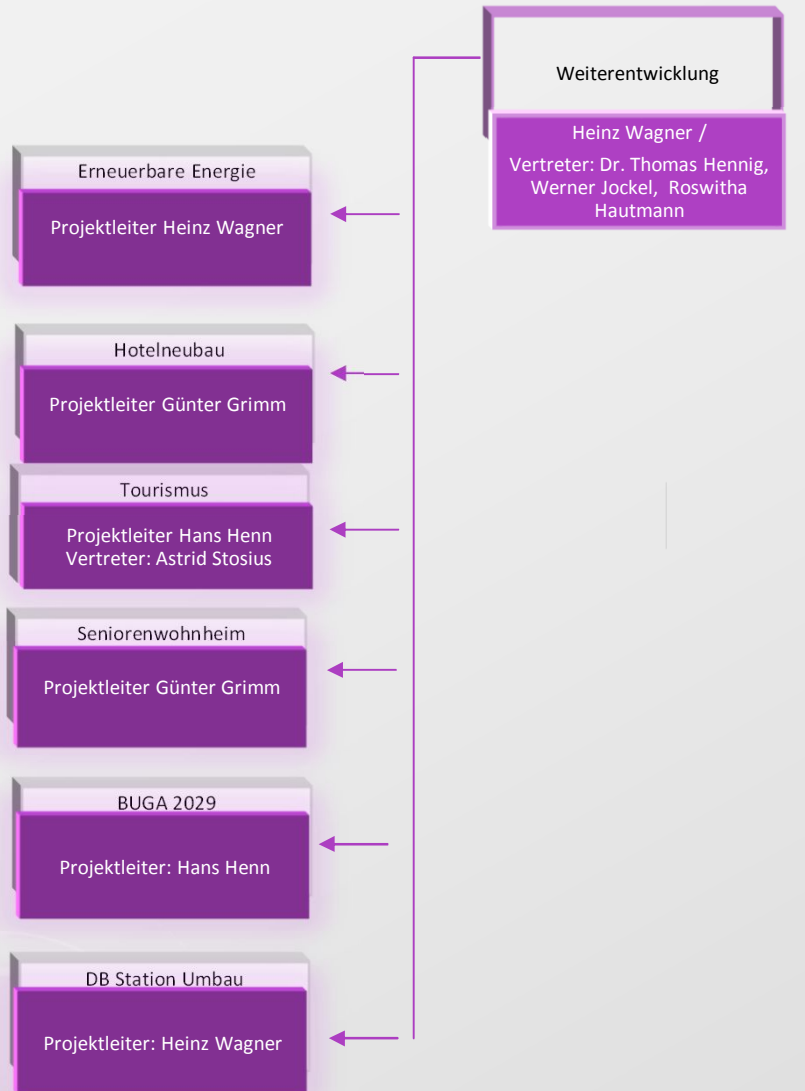 Weiterentwicklung
Heinz Wagner /
Vertreter: Dr. Thomas Hennig,
Werner Jockel, Roswitha
Hautmann
Erneuerbare Energie
Projektleiter Heinz Wagner
Hotelneubau
Projektleiter Günter Grimm
Tourismus
Projektleiter Hans Henn
Vertreter: Astrid Stosius
Seniorenwohnheim
Projektleiter Günter Grimm
BUGA 2029
Projektleiter: Hans Henn
DB Station Umbau
Projektleiter: Heinz Wagner